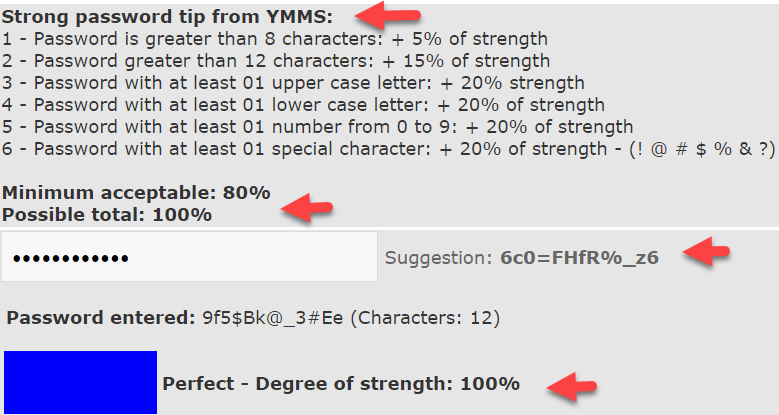 Strong password tip from YMMS:
1 - Password is greater than 8 characters: + 5% of strength
2 - Password greater than 12 characters: + 15% of strength
3 - Password with at least 01 upper case letter: + 20% strength
4 - Password with at least 01 lower case letter: + 20% of strength
5 - Password with at least 01 number from 0 to 9: + 20% of strength
6 - Password with at least 01 special character: + 20% of strength - (! @ # $ % & ?)
Minimum acceptable: 80%
Possible total: 100%
•••••••••••• Suggestion: 6c0=FHfR%_z6
Password entered: 9f5$Bk@_3#Ee (Characters: 12)
Perfect - Degree of strength: 100%